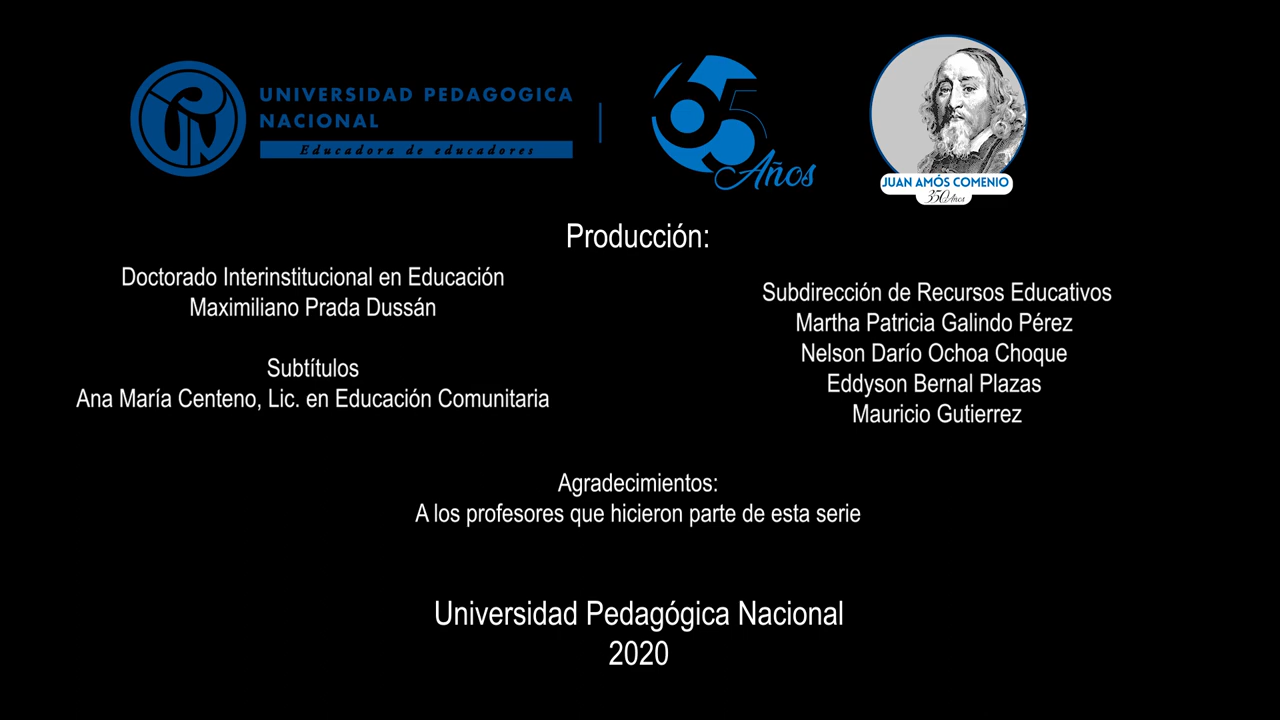 UNIVERSIDAD PEDAGOGICA
NACIONAL
Educadora de educadores
65
Años
JUAN AMÓS COMENIO
350 Años
Producción:
Doctorado Interinstitucional en Educación
Maximiliano Prada Dussán
Subtítulos
Ana María Centeno, Lic. en Educación Comunitaria
Subdirección de Recursos Educativos
Martha Patricia Galindo Pérez
Nelson Darío Ochoa Choque
Eddyson Bernal Plazas
Mauricio Gutierrez
Agradecimientos:
A los profesores que hicieron parte de esta serie
Universidad Pedagógica Nacional
2020